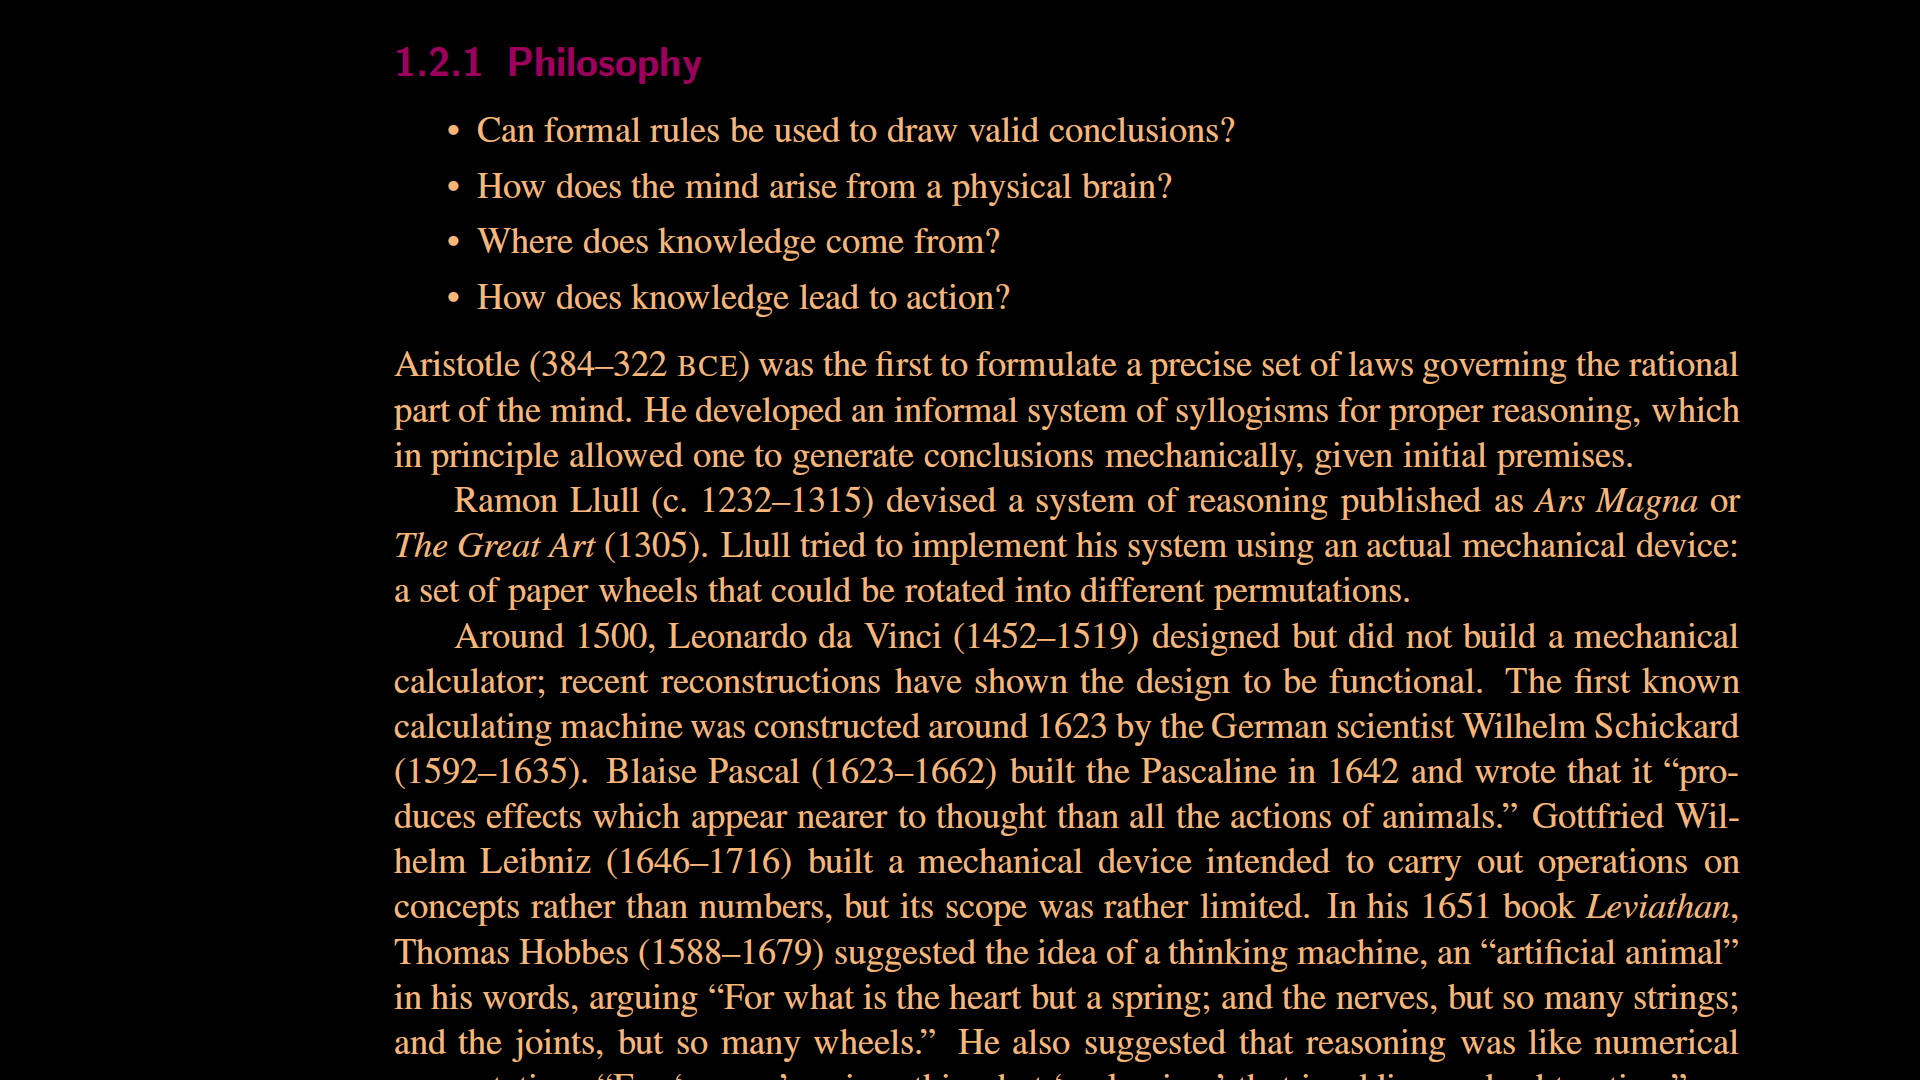 1.2.1 Philosophy
• Can formal rules be used to draw valid conclusions?
• How does the mind arise from a physical brain?
• Where does knowledge come from?
• How does knowledge lead to action?
Aristotle (384–322 BCE) was the first to formulate a precise set of laws governing the rational
part of the mind. He developed an informal system of syllogisms for proper reasoning, which
in principle allowed one to generate conclusions mechanically, given initial premises.
Ramon Llull (c. 1232–1315) devised a system of reasoning published as Ars Magna or
The Great Art (1305). Llull tried to implement his system using an actual mechanical device:
a set of paper wheels that could be rotated into different permutations.
Around 1500, Leonardo da Vinci (1452–1519) designed but did not build a mechanical
calculator; recent reconstructions have shown the design to be functional. The first known
calculating machine was constructed around 1623 by the German scientist Wilhelm Schickard
(1592–1635). Blaise Pascal (1623–1662) built the Pascaline in 1642 and wrote that it “pro-
duces effects which appear nearer to thought than all the actions of animals.” Gottfried Wil-
helm Leibniz (1646–1716) built a mechanical device intended to carry out operations on
concepts rather than numbers, but its scope was rather limited. In his 1651 book Leviathan,
Thomas Hobbes (1588–1679) suggested the idea of a thinking machine, an “artificial animal”
in his words, arguing “For what is the heart but a spring; and the nerves, but so many strings;
and the joints, but so many wheels.” He also suggested that reasoning was like numerical